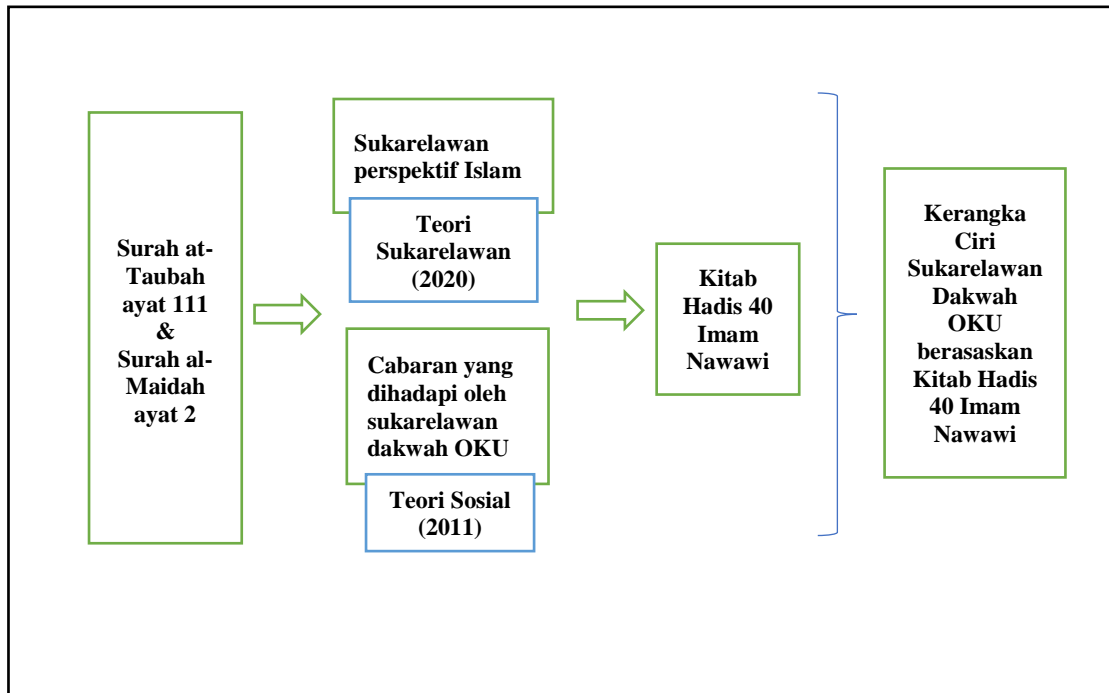 Surah at-
Taubah
ayat 111
&
Surah al-
Maidah
ayat 2
Sukarelawan
perspektif Islam
Teori
Sukarelawan
(2020)
Cabaran yang
dihadapi oleh
sukarelawan
dakwah OKU
Teori Sosial
(2011)
Kitab
Hadis 40
Imam
Nawawi
Kerangka
Ciri
Sukarelawan
Dakwah
OKU
berasaskan
Kitab Hadis
40 Imam
Nawawi